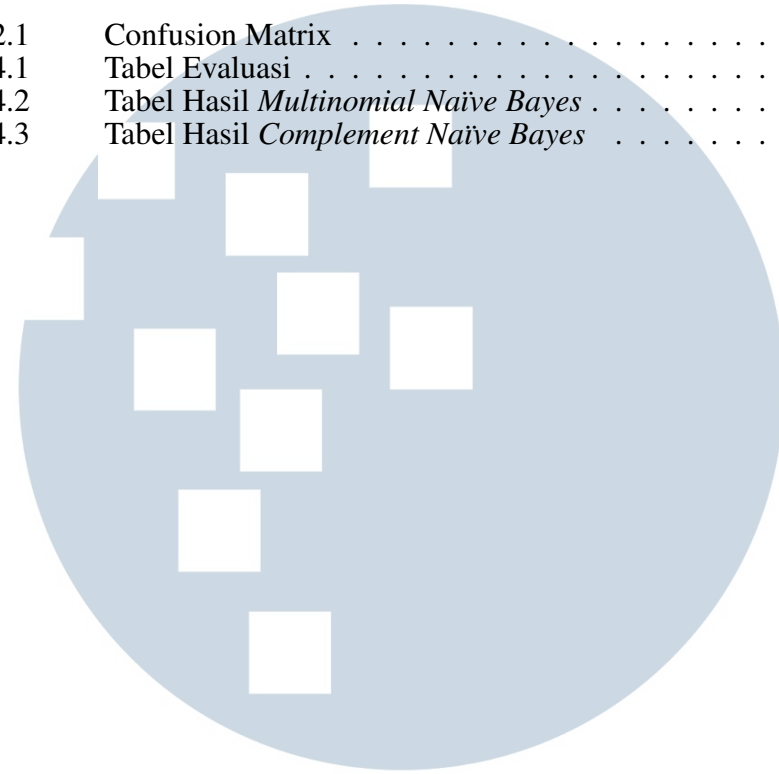 2.1 Confusion Matrix . . . . . . . . . . . . . . . . . .
4.1 Tabel Evaluasi . . . . . . . . . . . . . . . . . . . . .
4.2 Tabel Hasil Multinomial Naïve Bayes . . . . . . . .
4.3 Tabel Hasil Complement Naïve Bayes . . . . . . .